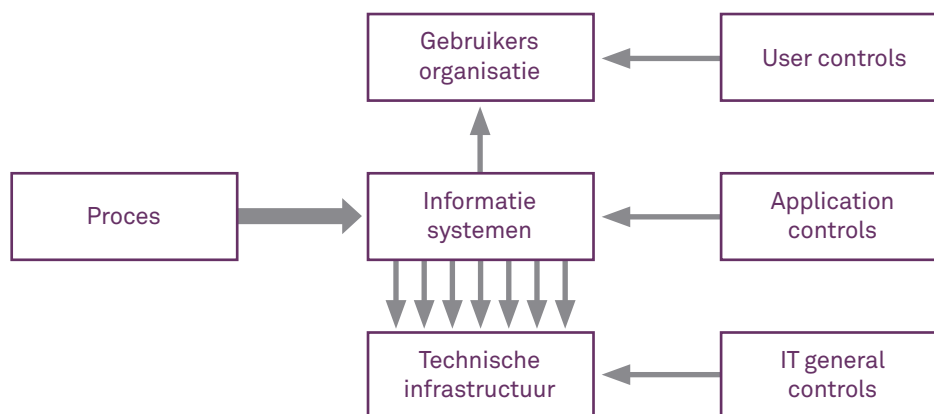 Gebruikers
organisatie
User controls
Proces
Informatie
systemen
Application
controls
Technische
infrastructuur
IT general
controls